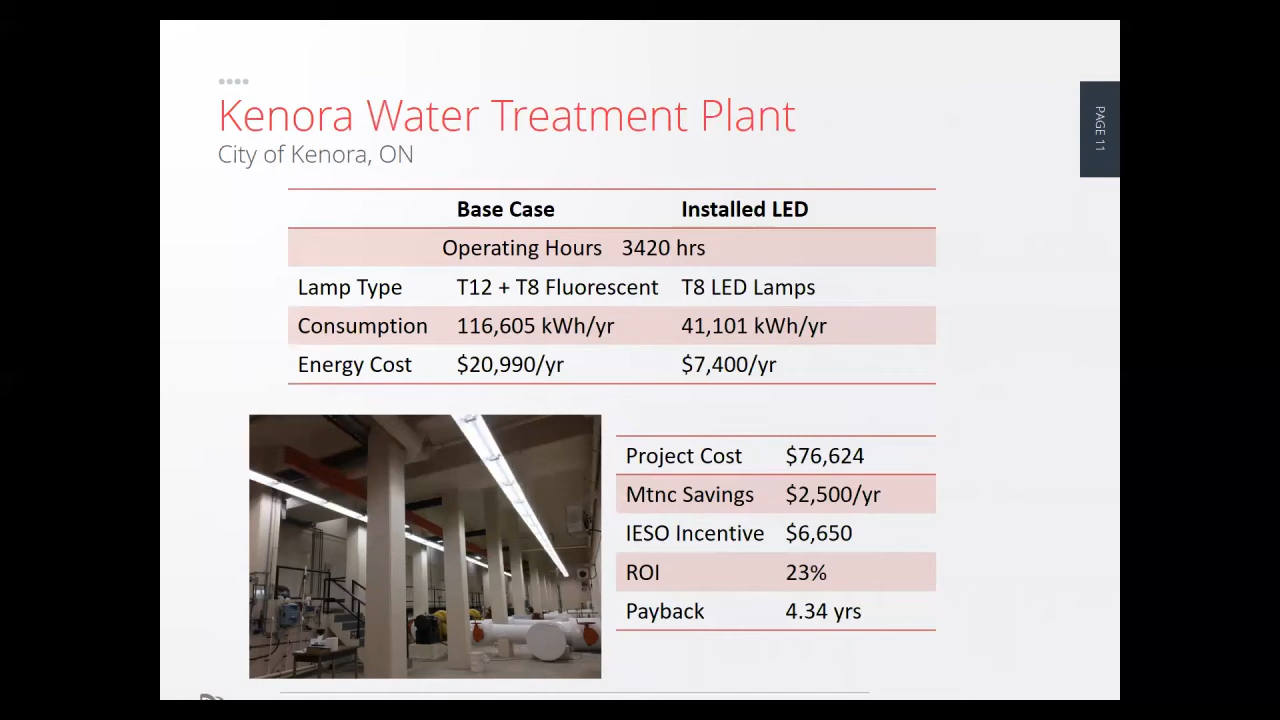 Kenora Water Treatment Plant
City of Kenora, ON
PAGE 11
Base Case Installed LED
Operating Hours 3420 hrs
Lamp Type T12 + T8 Fluorescent T8 LED Lamps
Consumption 116,605 kWh/yr 41,101 kWh/yr
Energy Cost $20,990/yr $7,400/yr
Project Cost $76,624
Mtnc Savings $2,500/yr
IESO Incentive $6,650
ROI 23%
Payback 4.34 yrs